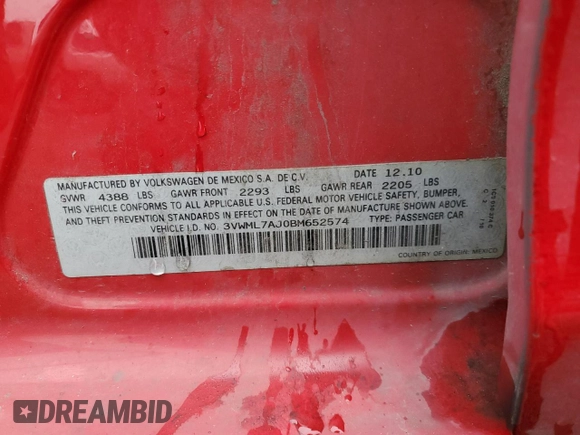 MANUFACTURED BY VOLKSWAGEN DE MEXICO S.A. DE C.V. DATE 12.10
GVWR 4388 LBS GAWR FRONT 2293 LBS GAWR REAR 2205 LBS
THIS VEHICLE CONFORMS TO ALL APPLICABLE U.S. FEDERAL MOTOR VEHICLE SAFETY, BUMPER,
AND THEFT PREVENTION STANDARDS IN EFFECT ON THE DATE OF MANUFACTURE SHOWN ABOVE.
VEHICLE I.D. NO. 3VWML7AJ0BM652574 TYPE: PASSENGER CAR
COUNTRY OF ORIGIN: MEXICO
DREAMBID